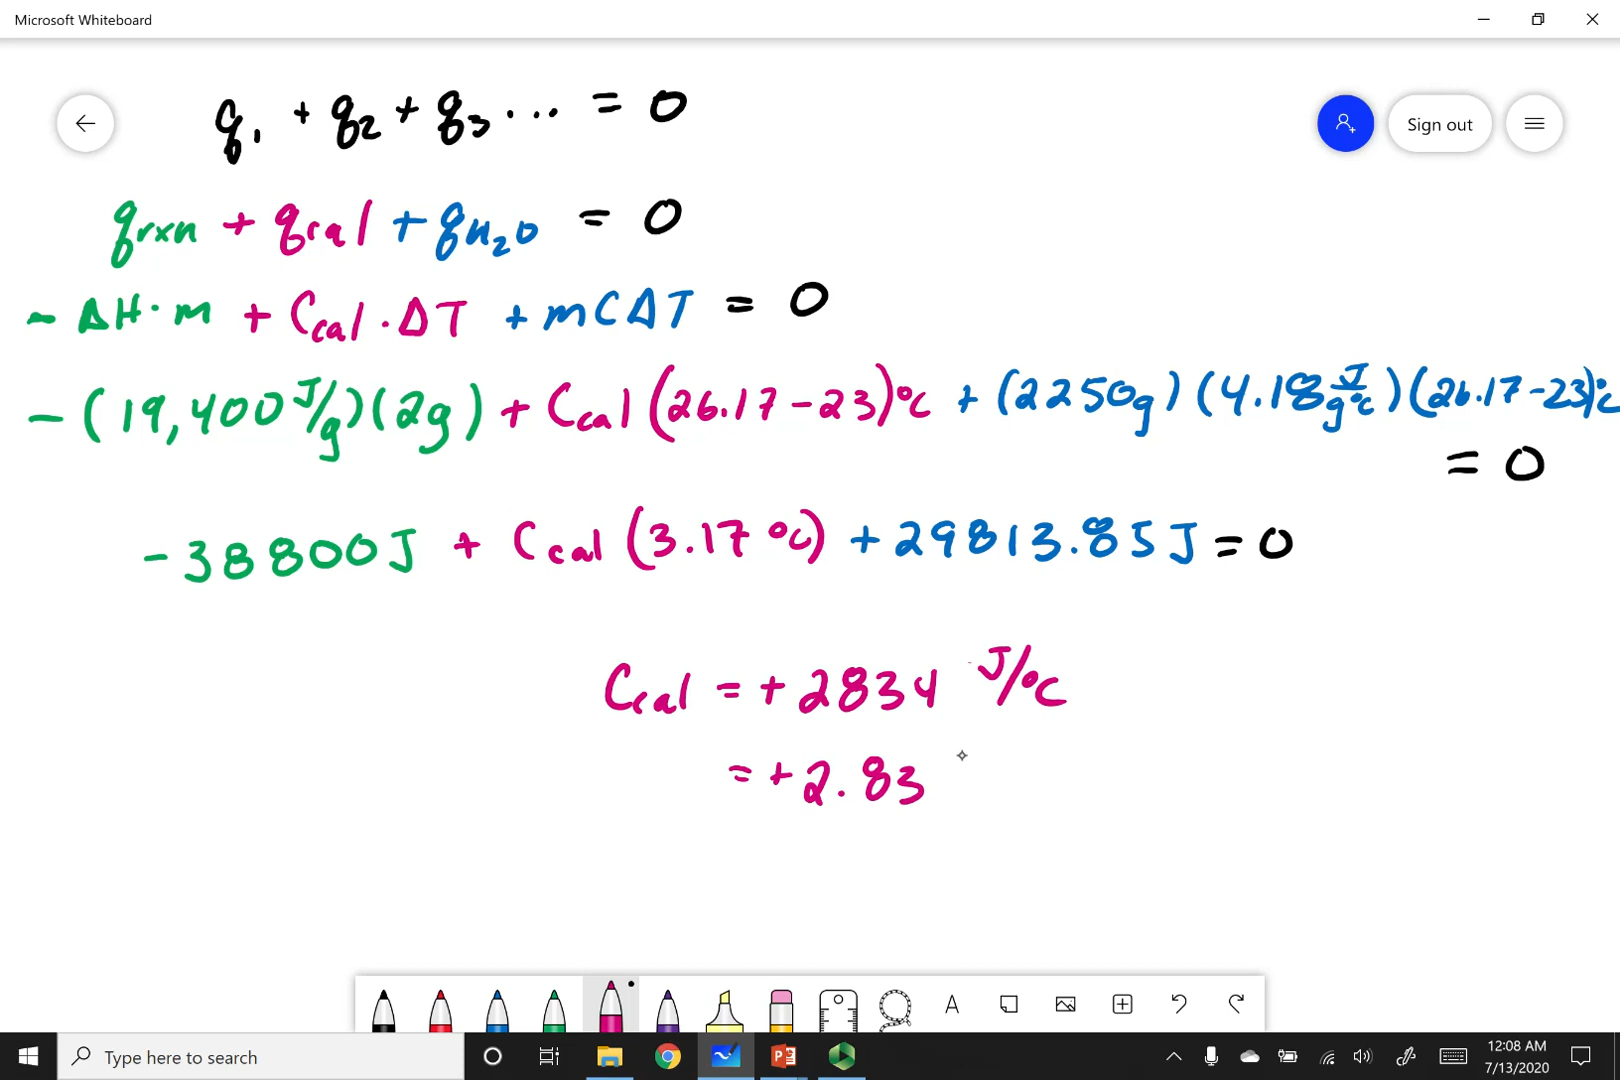 Microsoft Whiteboard
q₁ + q₂ + q₃ ... = 0
Sign out
qrxn + qcal + qH₂O = 0
- ΔH · m + Ccal · ΔT + mCΔT = 0
- (19,400 J/g)(2g) + Ccal (26.17 - 23)°C + (2250g)(4.18 J/g°C)(26.17 - 23)°C
= 0
- 38800J + Ccal (3.17 °C) + 29813.85J = 0
Ccal = + 2834 J/°C
= + 2.83
A
Type here to search
12:08 AM
7/13/2020